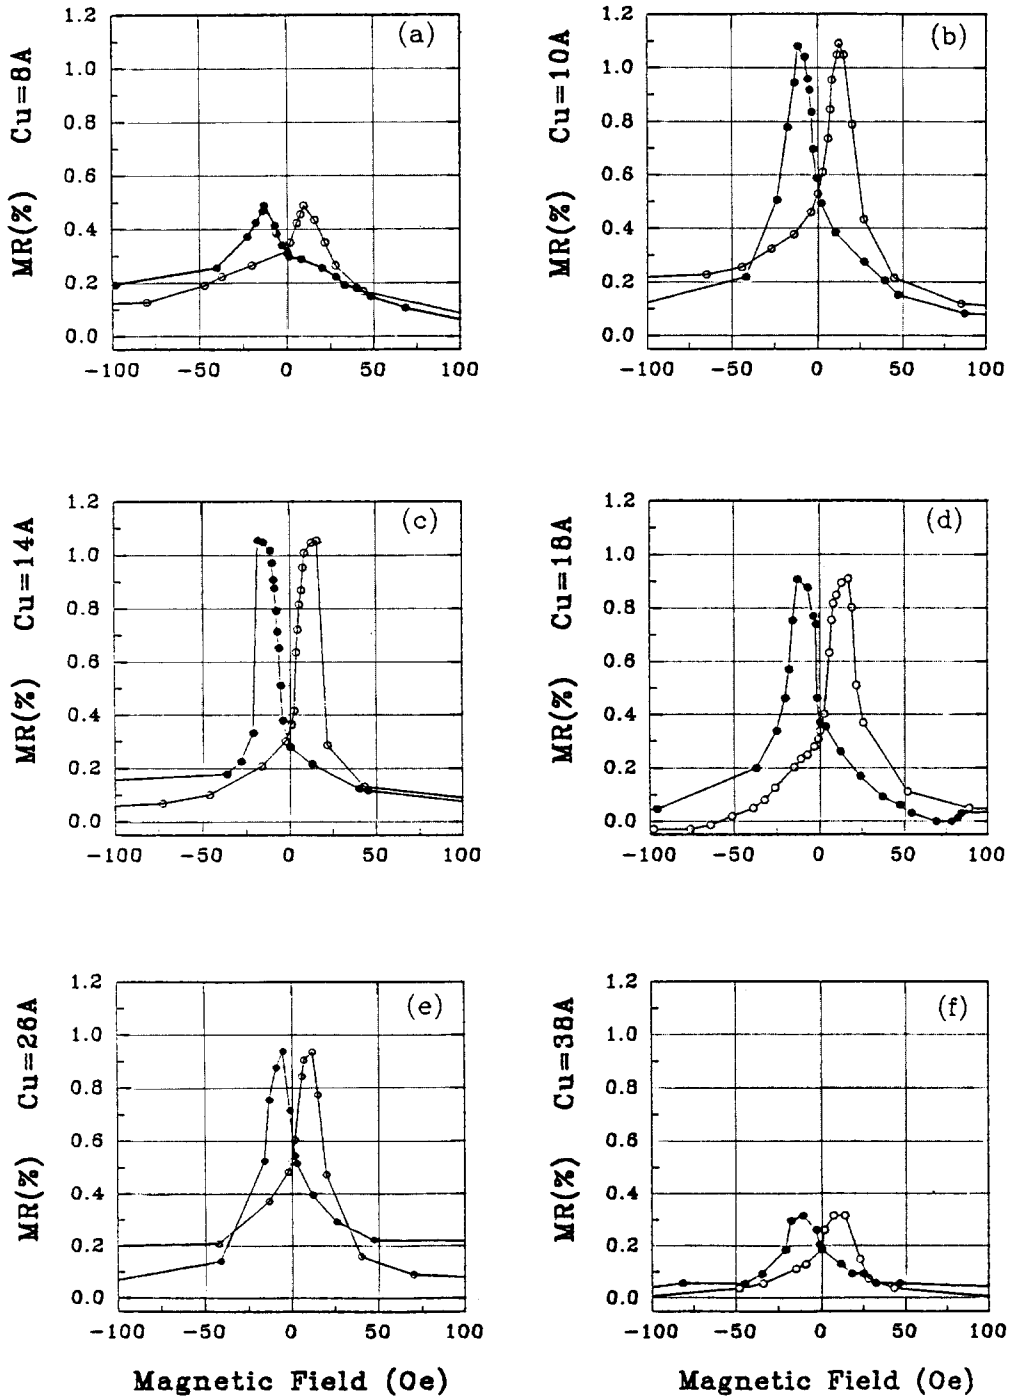 1.2
(a)
1.0
0.8
0.6
0.4
0.2
0.0
-100 -50 0 50 100
MR(%) Cu=8A
1.2
(b)
1.0
0.8
0.6
0.4
0.2
0.0
-100 -50 0 50 100
MR(%) Cu=10A
1.2
(c)
1.0
0.8
0.6
0.4
0.2
0.0
-100 -50 0 50 100
MR(%) Cu=14A
1.2
(d)
1.0
0.8
0.6
0.4
0.2
0.0
-100 -50 0 50 100
MR(%) Cu=18A
1.2
(e)
1.0
0.8
0.6
0.4
0.2
0.0
-100 -50 0 50 100
MR(%) Cu=26A
Magnetic Field (Oe)
1.2
(f)
1.0
0.8
0.6
0.4
0.2
0.0
-100 -50 0 50 100
MR(%) Cu=38A
Magnetic Field (Oe)